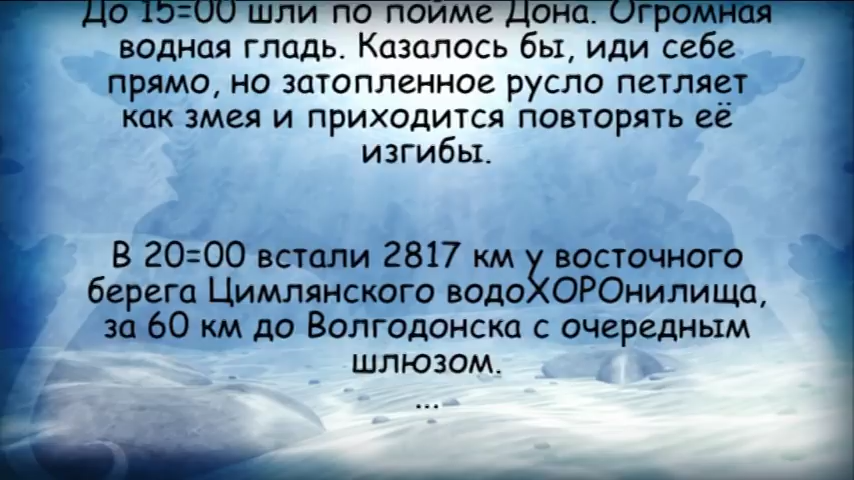 До 15=00 шли по пойме Дона. Огромная
водная гладь. Казалось бы, иди себе
прямо, но затопленное русло петляет
как змея и приходится повторять её
изгибы.
В 20=00 встали 2817 км у восточного
берега Цимлянского водоХОРОнилища,
за 60 км до Волгодонска с очередным
шлюзом.
...